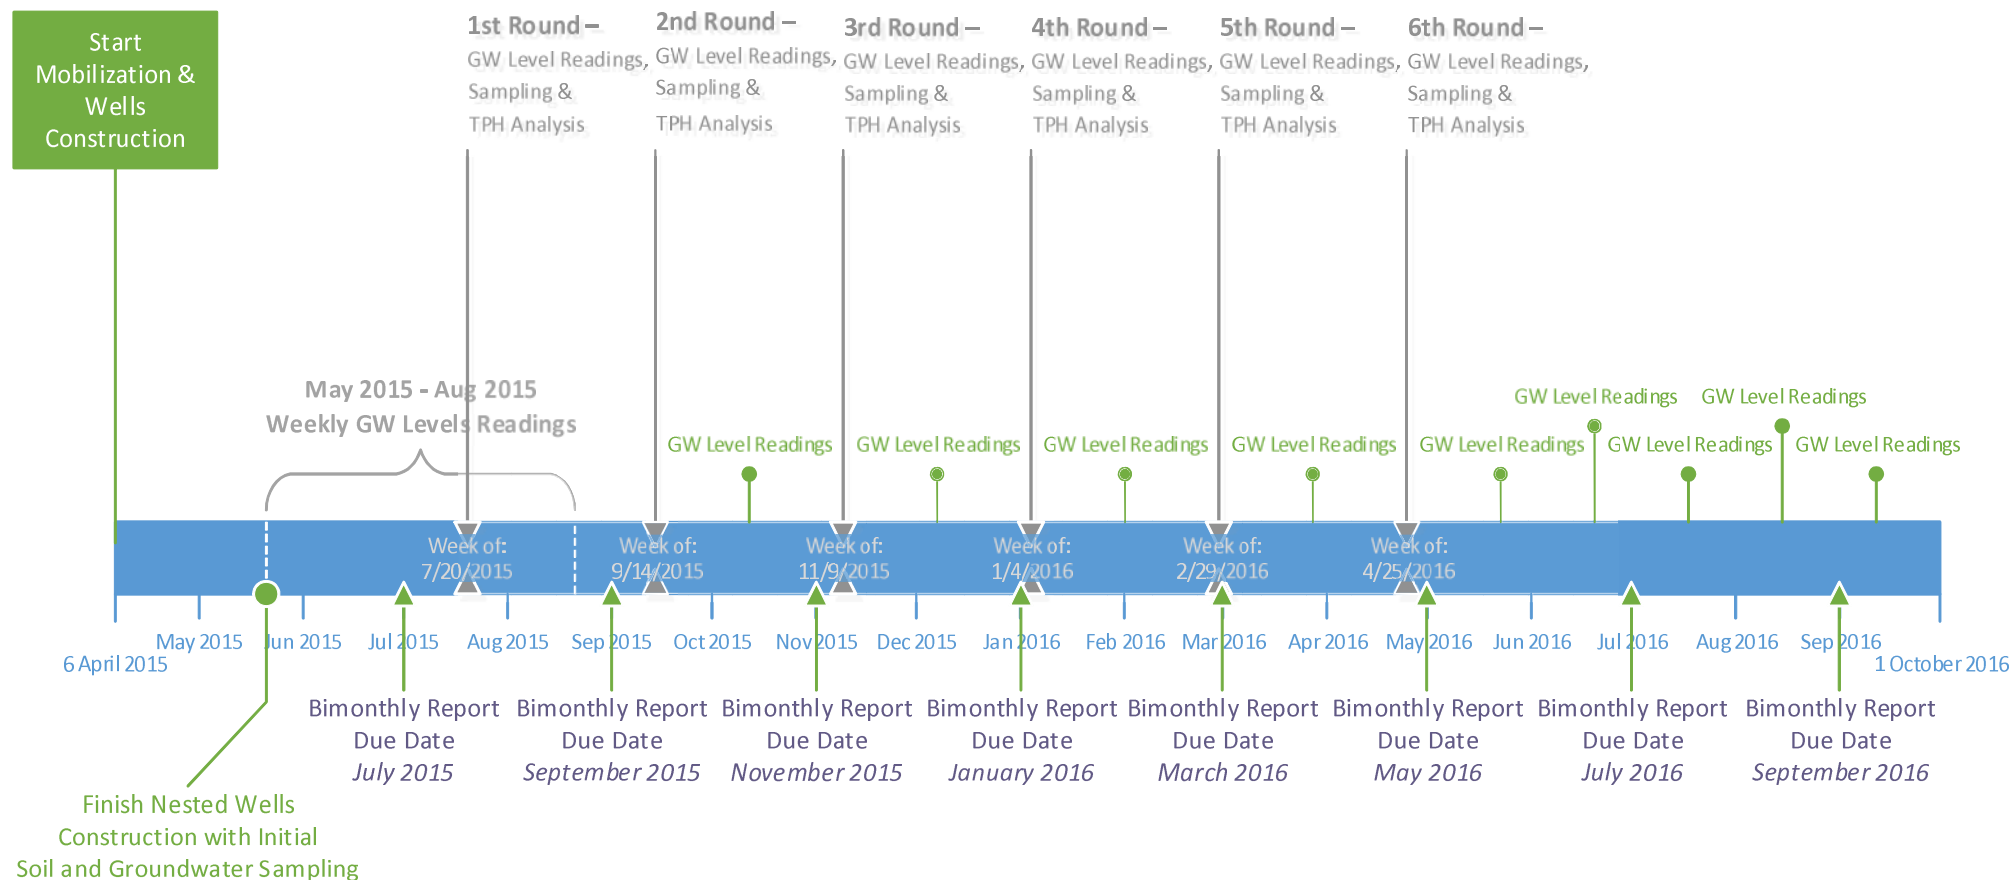 Start
Mobilization &
Wells
Construction
1st Round –
GW Level Readings,
Sampling &
TPH Analysis
2nd Round –
GW Level Readings,
Sampling &
TPH Analysis
3rd Round –
GW Level Readings,
Sampling &
TPH Analysis
4th Round –
GW Level Readings,
Sampling &
TPH Analysis
5th Round –
GW Level Readings,
Sampling &
TPH Analysis
6th Round –
GW Level Readings,
Sampling &
TPH Analysis
May 2015 - Aug 2015
Weekly GW Levels Readings
GW Level Readings
GW Level Readings
GW Level Readings
GW Level Readings
GW Level Readings
GW Level Readings
GW Level Readings
GW Level Readings
GW Level Readings
Week of:
7/20/2015
Week of:
9/14/2015
Week of:
11/9/2015
Week of:
1/4/2016
Week of:
2/29/2016
Week of:
4/25/2016
6 April 2015
May 2015
Jun 2015
Jul 2015
Aug 2015
Sep 2015
Oct 2015
Nov 2015
Dec 2015
Jan 2016
Feb 2016
Mar 2016
Apr 2016
May 2016
Jun 2016
Jul 2016
Aug 2016
Sep 2016
1 October 2016
Bimonthly Report
Due Date
July 2015
Bimonthly Report
Due Date
September 2015
Bimonthly Report
Due Date
November 2015
Bimonthly Report
Due Date
January 2016
Bimonthly Report
Due Date
March 2016
Bimonthly Report
Due Date
May 2016
Bimonthly Report
Due Date
July 2016
Bimonthly Report
Due Date
September 2016
Finish Nested Wells
Construction with Initial
Soil and Groundwater Sampling